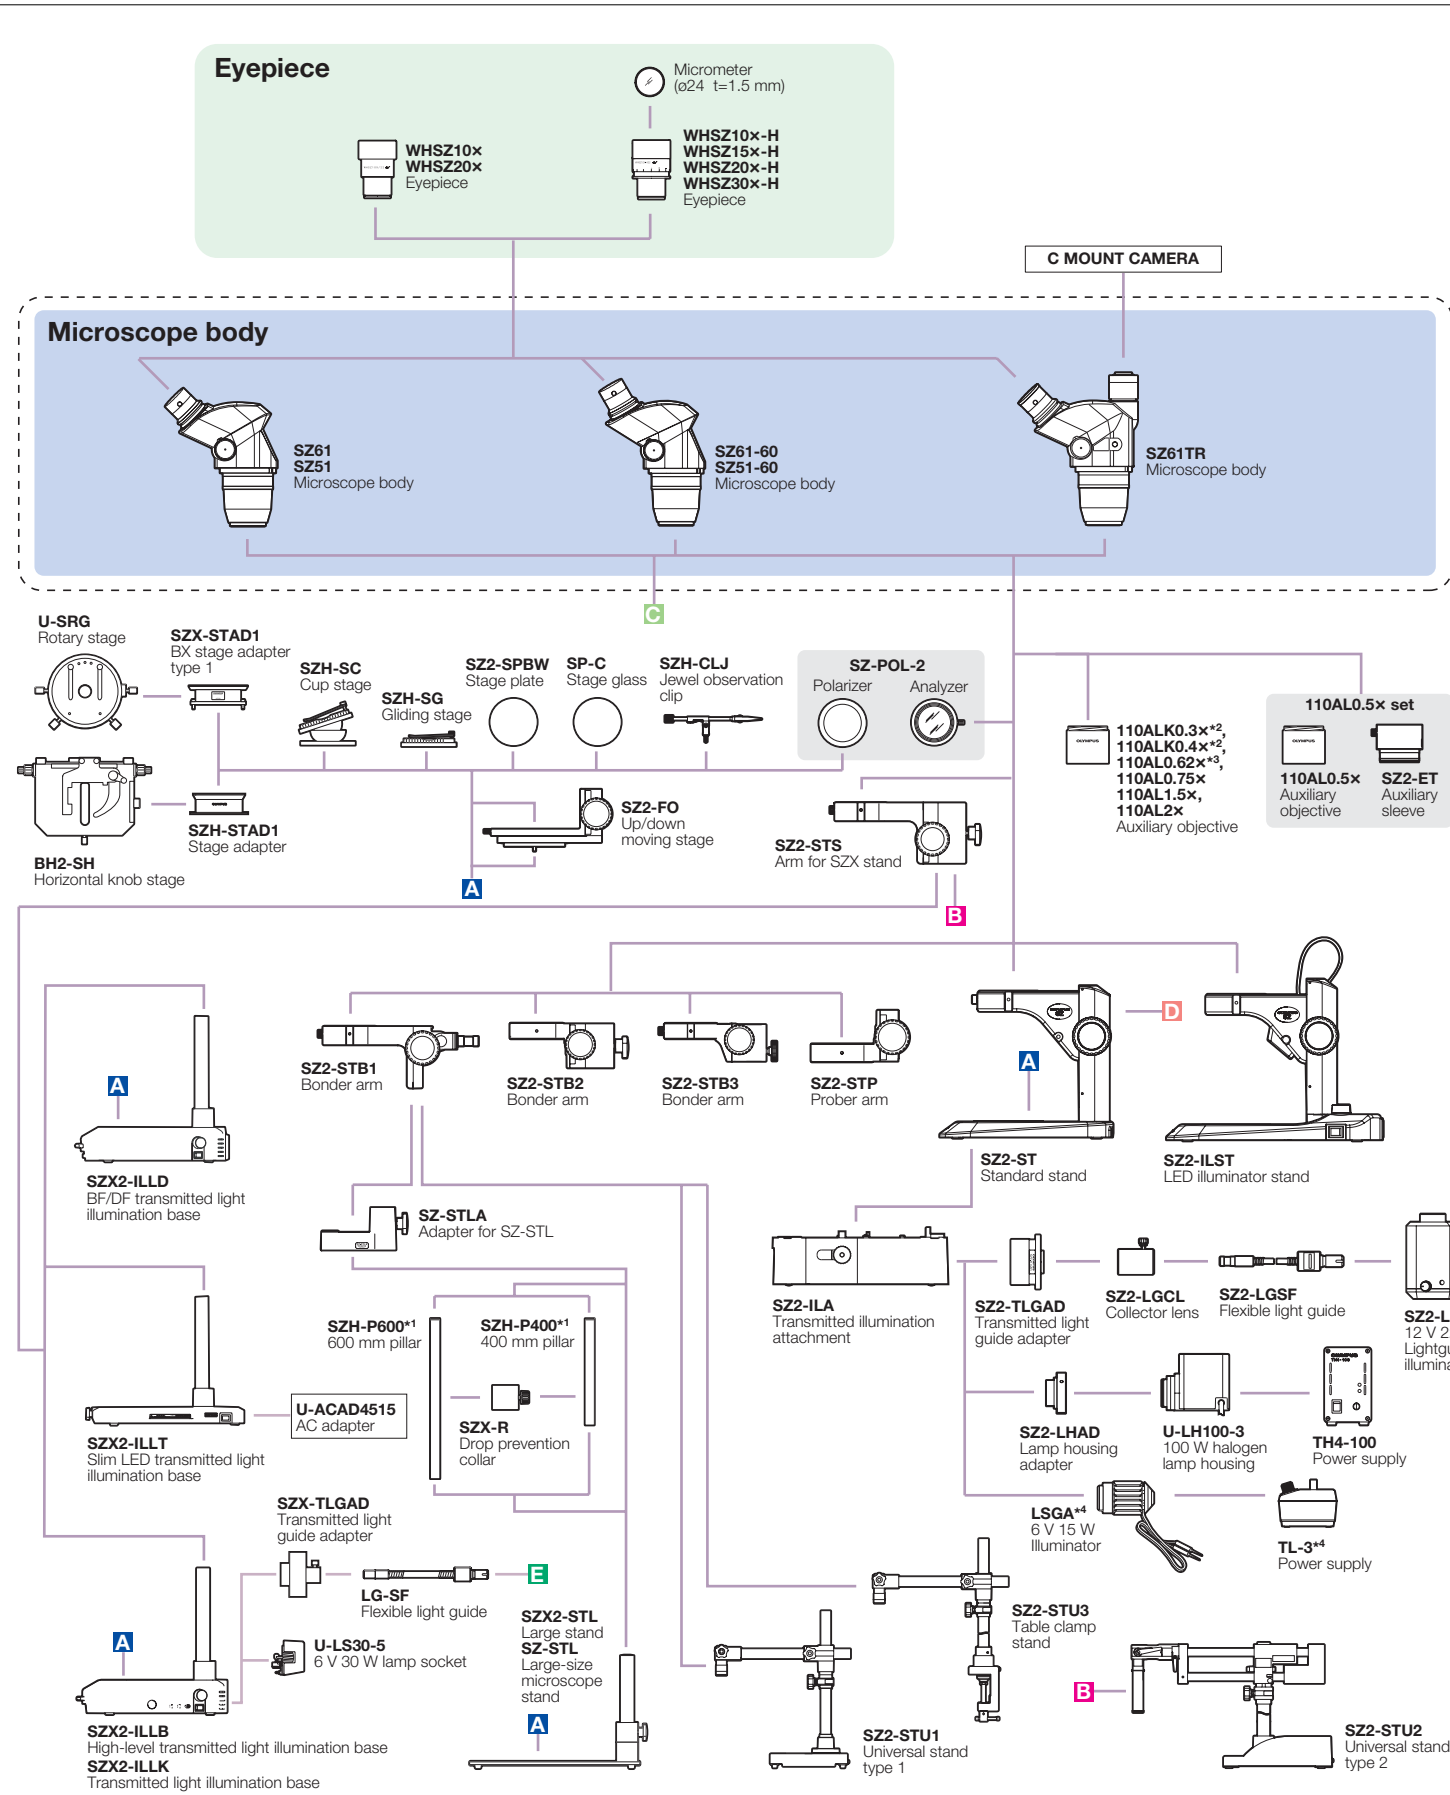 Eyepiece
Micrometer
(ø24  t=1.5 mm)
WHSZ10×
WHSZ20×
Eyepiece
WHSZ10×-H
WHSZ15×-H
WHSZ20×-H
WHSZ30×-H
Eyepiece
C MOUNT CAMERA
Microscope body
SZ61
SZ51
Microscope body
SZ61-60
SZ51-60
Microscope body
SZ61TR
Microscope body
C
U-SRG
Rotary stage
SZX-STAD1
BX stage adapter
type 1
SZH-SC
Cup stage
SZH-SG
Gliding stage
SZ2-SPBW
Stage plate
SP-C
Stage glass
SZH-CLJ
Jewel observation
clip
SZ-POL-2
Polarizer
Analyzer
110ALK0.3×*2,
110ALK0.4×*2,
110AL0.62×*3,
110AL0.75×
110AL1.5×,
110AL2×
Auxiliary objective
110AL0.5× set
110AL0.5×
Auxiliary
objective
SZ2-ET
Auxiliary
sleeve
BH2-SH
Horizontal knob stage
SZH-STAD1
Stage adapter
SZ2-FO
Up/down
moving stage
SZ2-STS
Arm for SZX stand
A
B
SZ2-STB1
Bonder arm
SZ2-STB2
Bonder arm
SZ2-STB3
Bonder arm
SZ2-STP
Prober arm
D
A
SZ2-ST
Standard stand
SZ2-ILST
LED illuminator stand
A
SZX2-ILLD
BF/DF transmitted light
illumination base
SZ-STLA
Adapter for SZ-STL
SZ2-ILA
Transmitted illumination
attachment
SZ2-TLGAD
Transmitted light
guide adapter
SZ2-LGCL
Collector lens
SZ2-LGSF
Flexible light guide
SZ2-L
12 V 2
Lightgu
illumina
SZH-P600*1
600 mm pillar
SZH-P400*1
400 mm pillar
SZX-R
Drop prevention
collar
SZX2-ILLT
Slim LED transmitted light
illumination base
U-ACAD4515
AC adapter
SZ2-LHAD
Lamp housing
adapter
U-LH100-3
100 W halogen
lamp housing
OLYMPUS
TH4-100
TH4-100
Power supply
LSGA*4
6 V 15 W
Illuminator
TL-3*4
Power supply
SZX-TLGAD
Transmitted light
guide adapter
LG-SF
Flexible light guide
E
U-LS30-5
6 V 30 W lamp socket
A
SZX2-ILLB
High-level transmitted light illumination base
SZX2-ILLK
Transmitted light illumination base
SZX2-STL
Large stand
SZ-STL
Large-size
microscope
stand
A
SZ2-STU1
Universal stand
type 1
SZ2-STU3
Table clamp
stand
B
SZ2-STU2
Universal stand
type 2